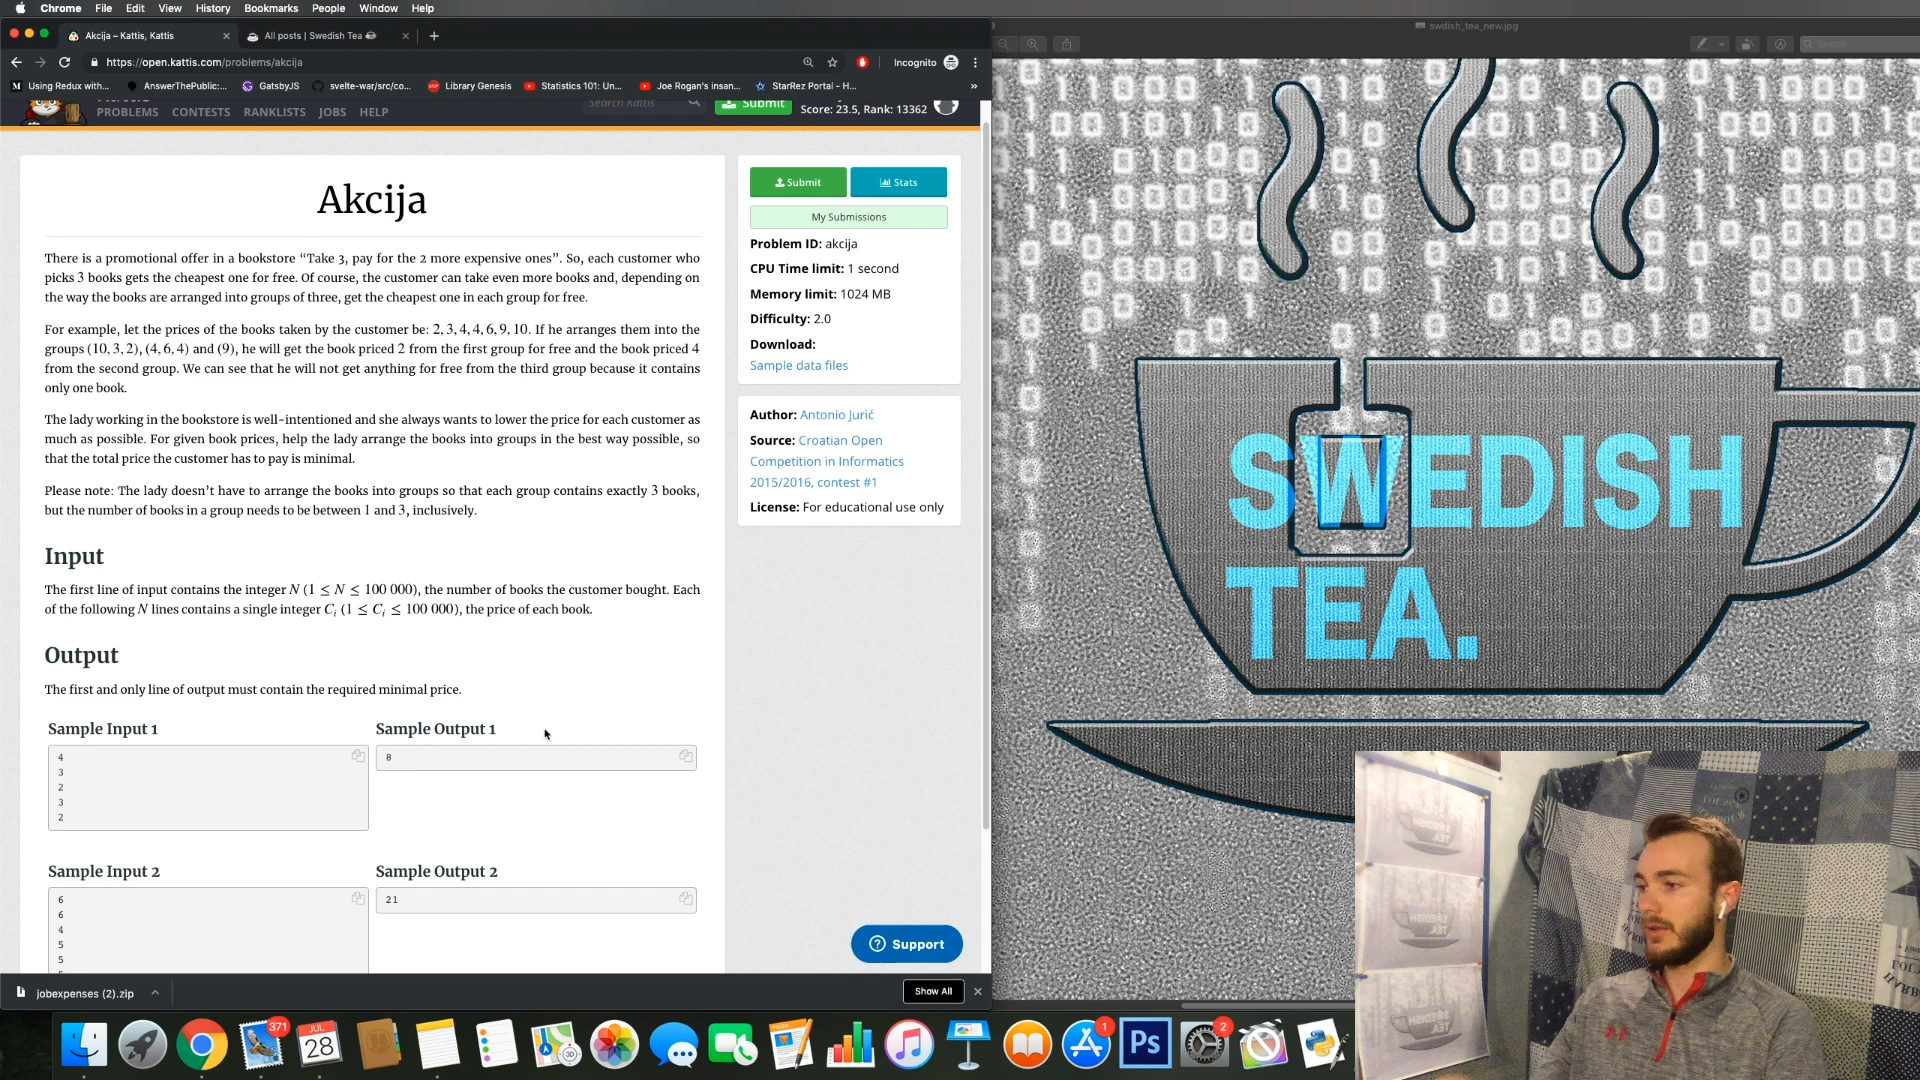 Chrome File Edit View History Bookmarks People Window Help
swdish_tea_new.jpg
Akcija – Kattis, Kattis
All posts | Swedish Tea
Search
https://open.kattis.com/problems/akcija
Incognito
Using Redux with...
AnswerThePublic:...
GatsbyJS
svelte-war/src/co...
Library Genesis
Statistics 101: Un...
Joe Rogan's insan...
StarRez Portal - H...
PROBLEMS CONTESTS RANKLISTS JOBS HELP
Search Kattis
Submit
Score: 23.5, Rank: 13362
Akcija
There is a promotional offer in a bookstore “Take 3, pay for the 2 more expensive ones”. So, each customer who
picks 3 books gets the cheapest one for free. Of course, the customer can take even more books and, depending on
the way the books are arranged into groups of three, get the cheapest one in each group for free.
For example, let the prices of the books taken by the customer be: 2, 3, 4, 4, 6, 9, 10. If he arranges them into the
groups (10, 3, 2), (4, 6, 4) and (9), he will get the book priced 2 from the first group for free and the book priced 4
from the second group. We can see that he will not get anything for free from the third group because it contains
only one book.
The lady working in the bookstore is well-intentioned and she always wants to lower the price for each customer as
much as possible. For given book prices, help the lady arrange the books into groups in the best way possible, so
that the total price the customer has to pay is minimal.
Please note: The lady doesn’t have to arrange the books into groups so that each group contains exactly 3 books,
but the number of books in a group needs to be between 1 and 3, inclusively.
Input
The first line of input contains the integer N (1 ≤ N ≤ 100 000), the number of books the customer bought. Each
of the following N lines contains a single integer Ci (1 ≤ Ci ≤ 100 000), the price of each book.
Output
The first and only line of output must contain the required minimal price.
Sample Input 1
4
3
2
3
2
Sample Output 1
8
Sample Input 2
6
6
4
5
5
Sample Output 2
21
Submit
Stats
My Submissions
Problem ID: akcija
CPU Time limit: 1 second
Memory limit: 1024 MB
Difficulty: 2.0
Download:
Sample data files
Author: Antonio Jurić
Source: Croatian Open
Competition in Informatics
2015/2016, contest #1
License: For educational use only
Support
SWEDISH
TEA.
jobexpenses (2).zip
Show All
371
JUL
28
PAGES
3D
1
Ps
2